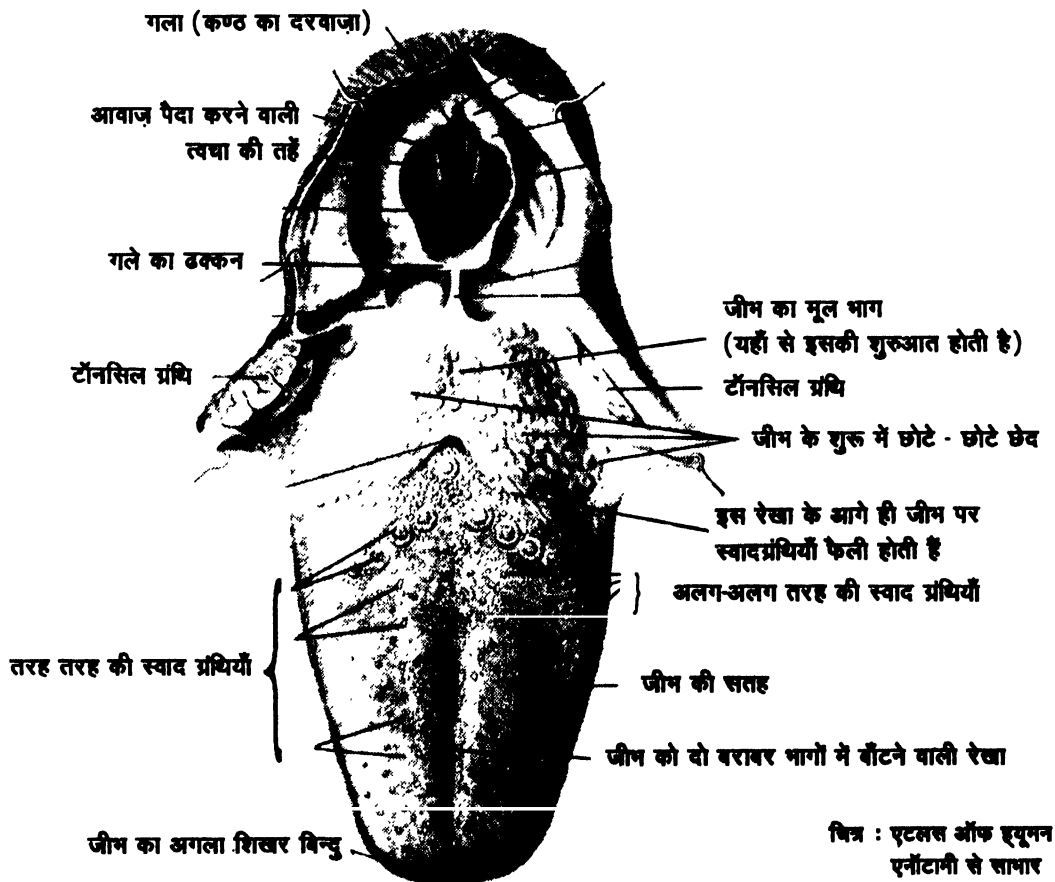 गला (कण्ठ का दरवाज़ा)
आवाज़ पैदा करने वाली
त्वचा की तहें
गले का ढक्कन
जीभ का मूल भाग
(यहाँ से इसकी शुरुआत होती है)
टॉनसिल ग्रंथि
टॉनसिल ग्रंथि
जीभ के शुरू में छोटे - छोटे छेद
इस रेखा के आगे ही जीभ पर
स्वादग्रंथियाँ फैली होती हैं
अलग-अलग तरह की स्वाद ग्रंथियाँ
तरह तरह की स्वाद ग्रंथियाँ
जीभ की सतह
जीभ को दो बराबर भागों में बाँटने वाली रेखा
जीभ का अगला शिखर बिन्दु
चित्र : एटलस ऑफ ह्यूमन
एनॉटामी से साभार